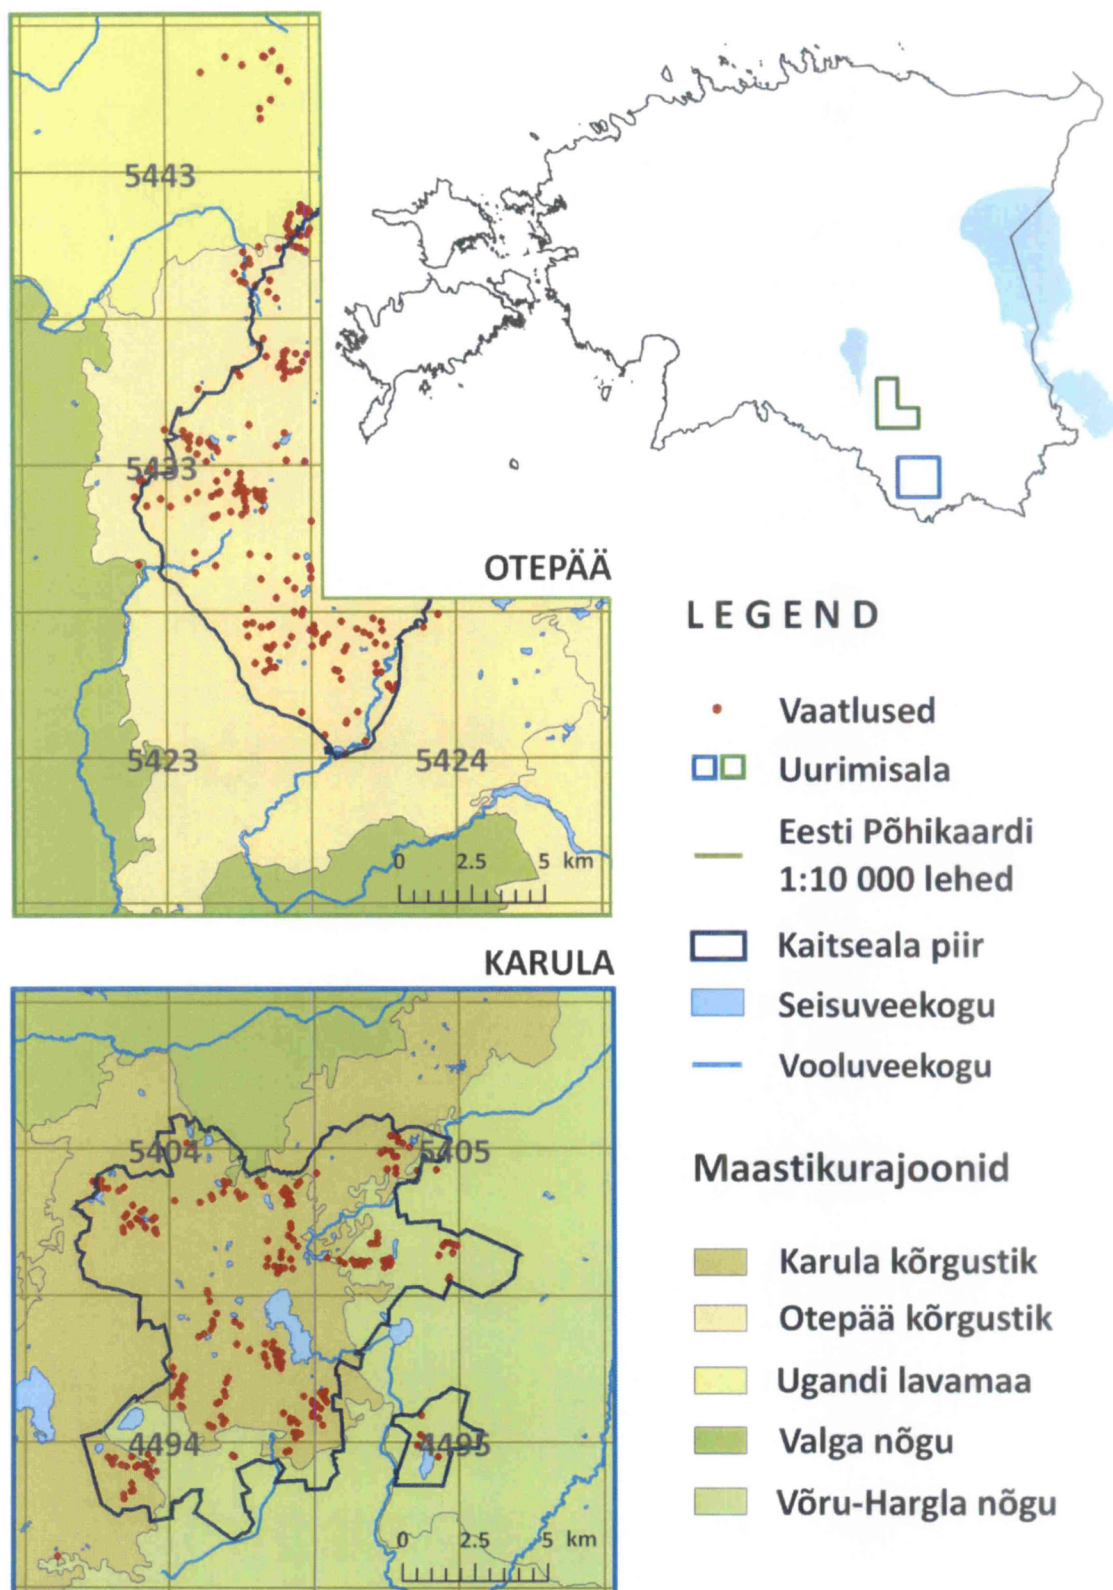 5443
5433
OTEPÄÄ
5423
5424
0 2.5 5 km
KARULA
5404
5405
4494
4495
0 2.5 5 km
LEGEND
Vaatlused
Uurimisala
Eesti Põhikaardi
1:10 000 lehed
Kaitseala piir
Seisuveekogu
Vooluveekogu
Maastikurajoonid
Karula kõrgustik
Otepää kõrgustik
Ugandi lavamaa
Valga nõgu
Võru-Hargla nõgu